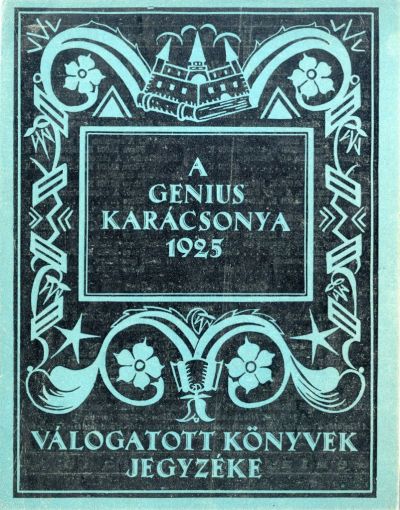 A
GENIUS
KARÁCSONYA
1925
VÁLOGATOTT KÖNYVEK
JEGYZÉKE